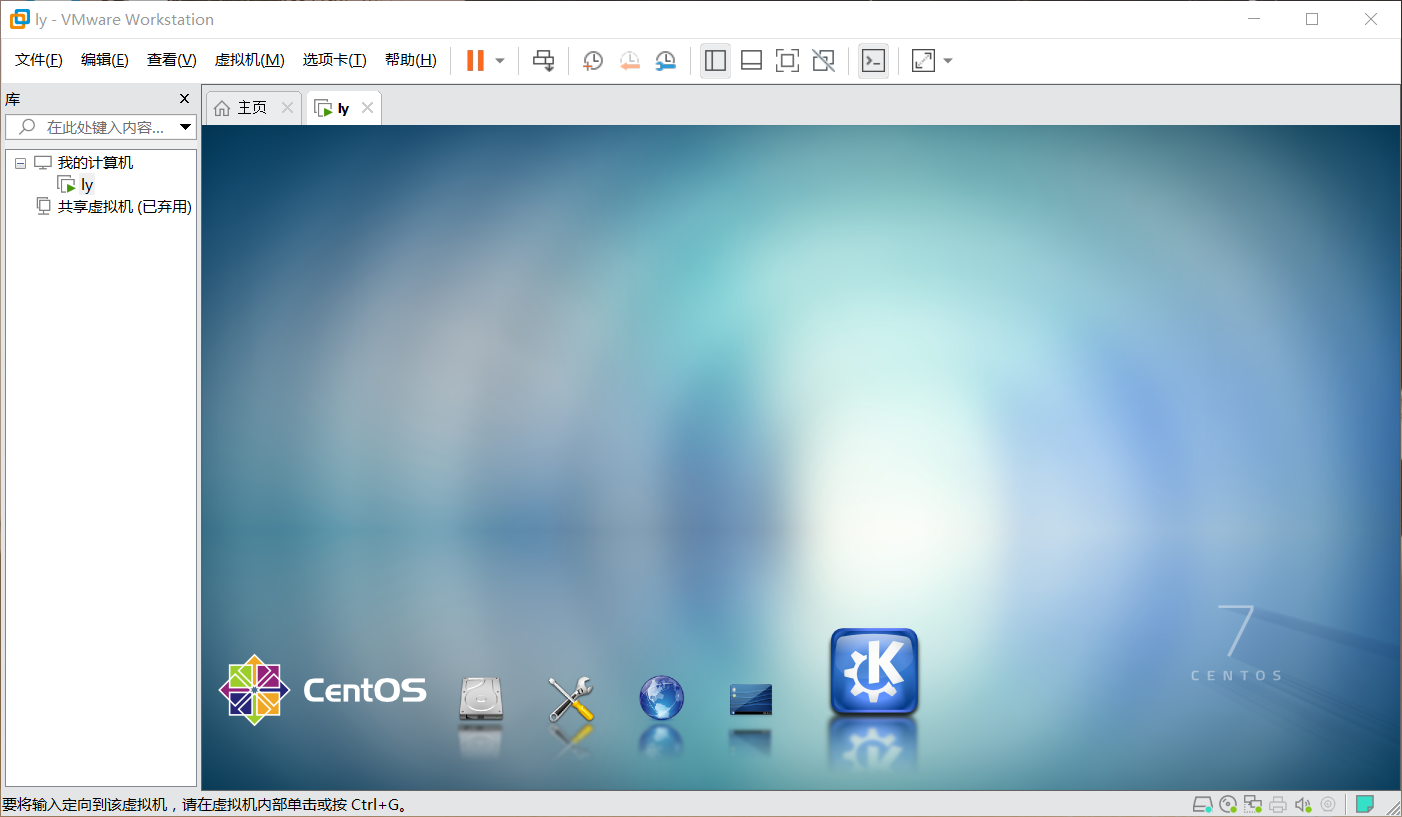 ly - VMware Workstation
文件(F) 编辑(E) 查看(V) 虚拟机(M) 选项卡(T) 帮助(H)
库
在此处键入内容...
我的计算机
ly
共享虚拟机 (已弃用)
主页
ly
CentOS
K
7
CENTOS
要将输入定向到该虚拟机，请在虚拟机内部单击或按 Ctrl+G。